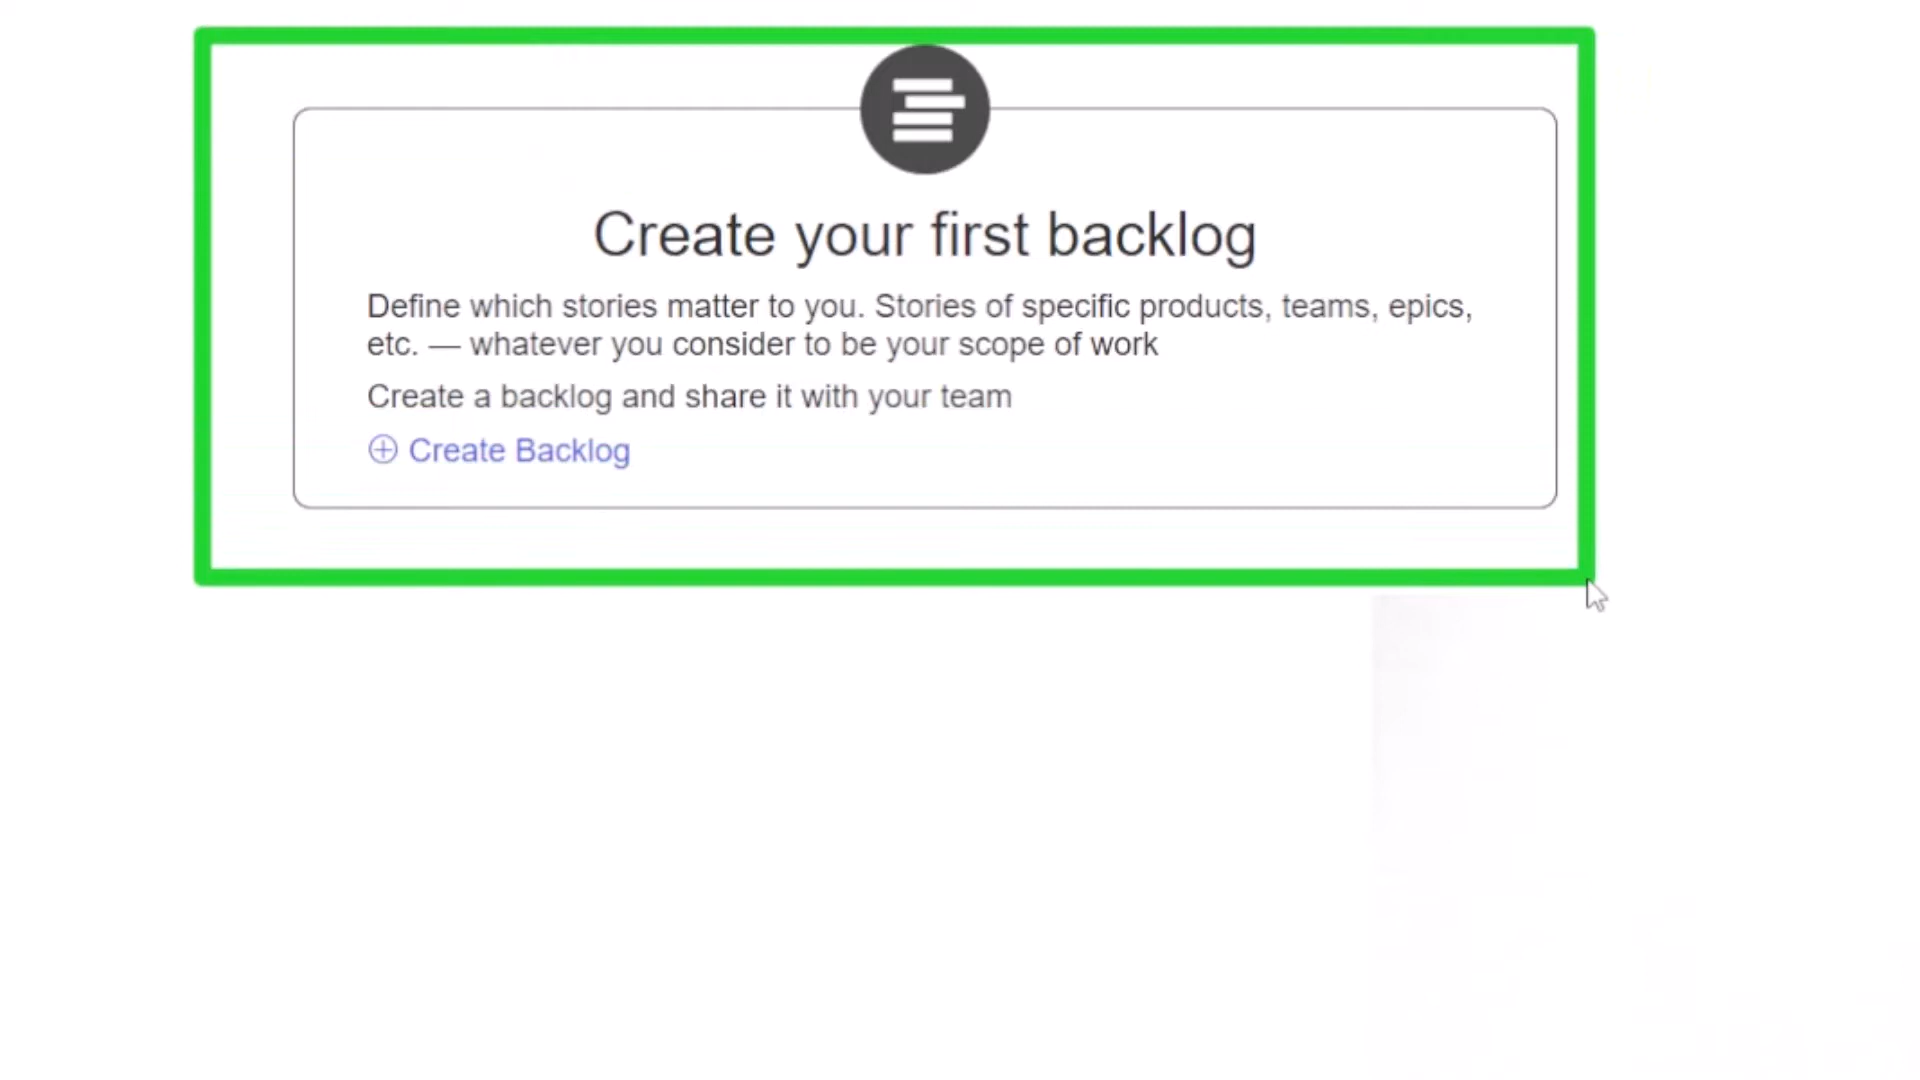 Create your first backlog
Define which stories matter to you. Stories of specific products, teams, epics,
etc. — whatever you consider to be your scope of work
Create a backlog and share it with your team
Create Backlog